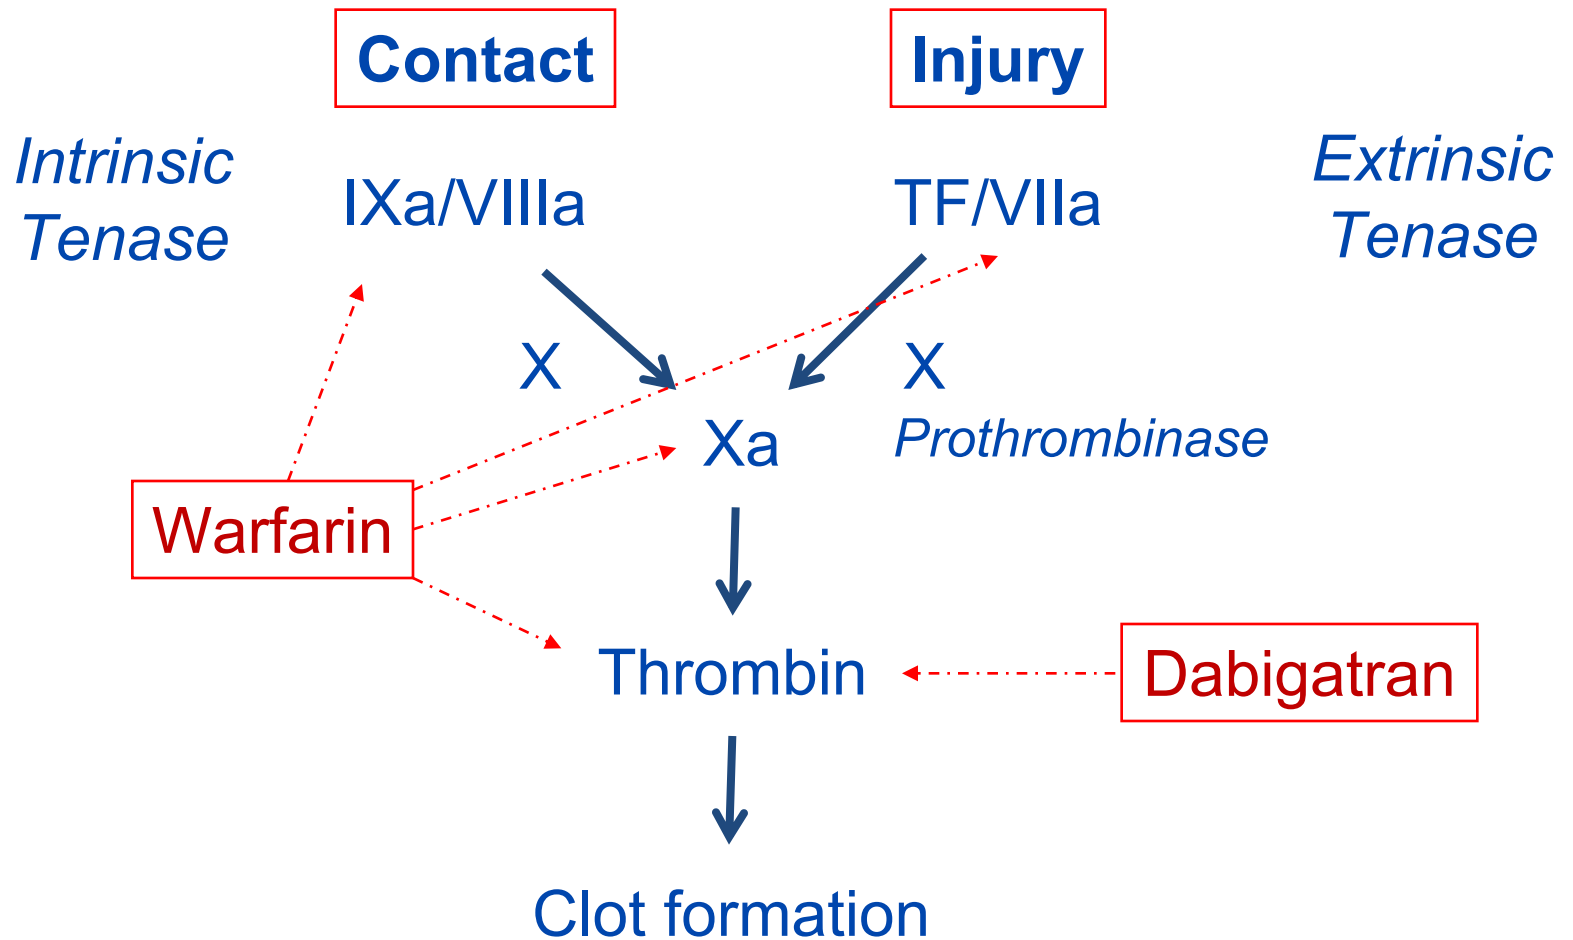 Contact
Injury
Intrinsic
Tenase
IXa/VIIIa
TF/VIIa
Extrinsic
Tenase
X
X
Xa
Prothrombinase
Warfarin
Thrombin
Dabigatran
Clot formation